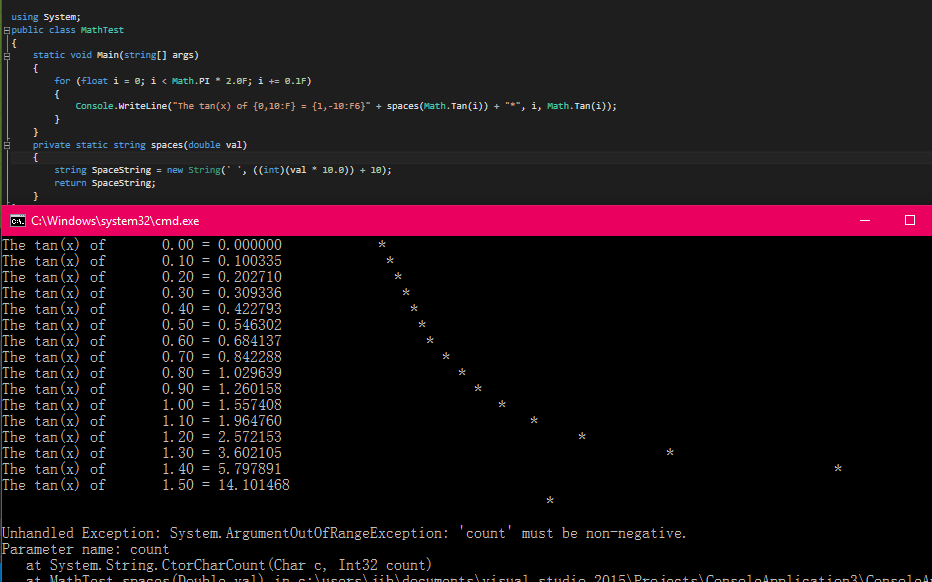 using System;
public class MathTest
{
static void Main(string[] args)
{
for (float i = 0; i < Math.PI * 2.0F; i += 0.1F)
{
Console.WriteLine("The tan(x) of {0,10:F} = {1,-10:F6}" + spaces(Math.Tan(i)) + "*", i, Math.Tan(i));
}
}
private static string spaces(double val)
{
string SpaceString = new String(' ', ((int)(val * 10.0)) + 10);
return SpaceString;
}
C:\Windows\system32\cmd.exe
The tan(x) of 0.00 = 0.000000 *
The tan(x) of 0.10 = 0.100335 *
The tan(x) of 0.20 = 0.202710 *
The tan(x) of 0.30 = 0.309336 *
The tan(x) of 0.40 = 0.422793 *
The tan(x) of 0.50 = 0.546302 *
The tan(x) of 0.60 = 0.684137 *
The tan(x) of 0.70 = 0.842288 *
The tan(x) of 0.80 = 1.029639 *
The tan(x) of 0.90 = 1.260158 *
The tan(x) of 1.00 = 1.557408 *
The tan(x) of 1.10 = 1.964760 *
The tan(x) of 1.20 = 2.572153 *
The tan(x) of 1.30 = 3.602105 *
The tan(x) of 1.40 = 5.797891 *
The tan(x) of 1.50 = 14.101468
*
Unhandled Exception: System.ArgumentOutOfRangeException: 'count' must be non-negative.
Parameter name: count
at System.String.CtorCharCount(Char c, Int32 count)
at MathTest.spaces(Double val) in c:\users\jjb\documents\visual studio 2015\Projects\ConsoleApplication3\ConsoleA